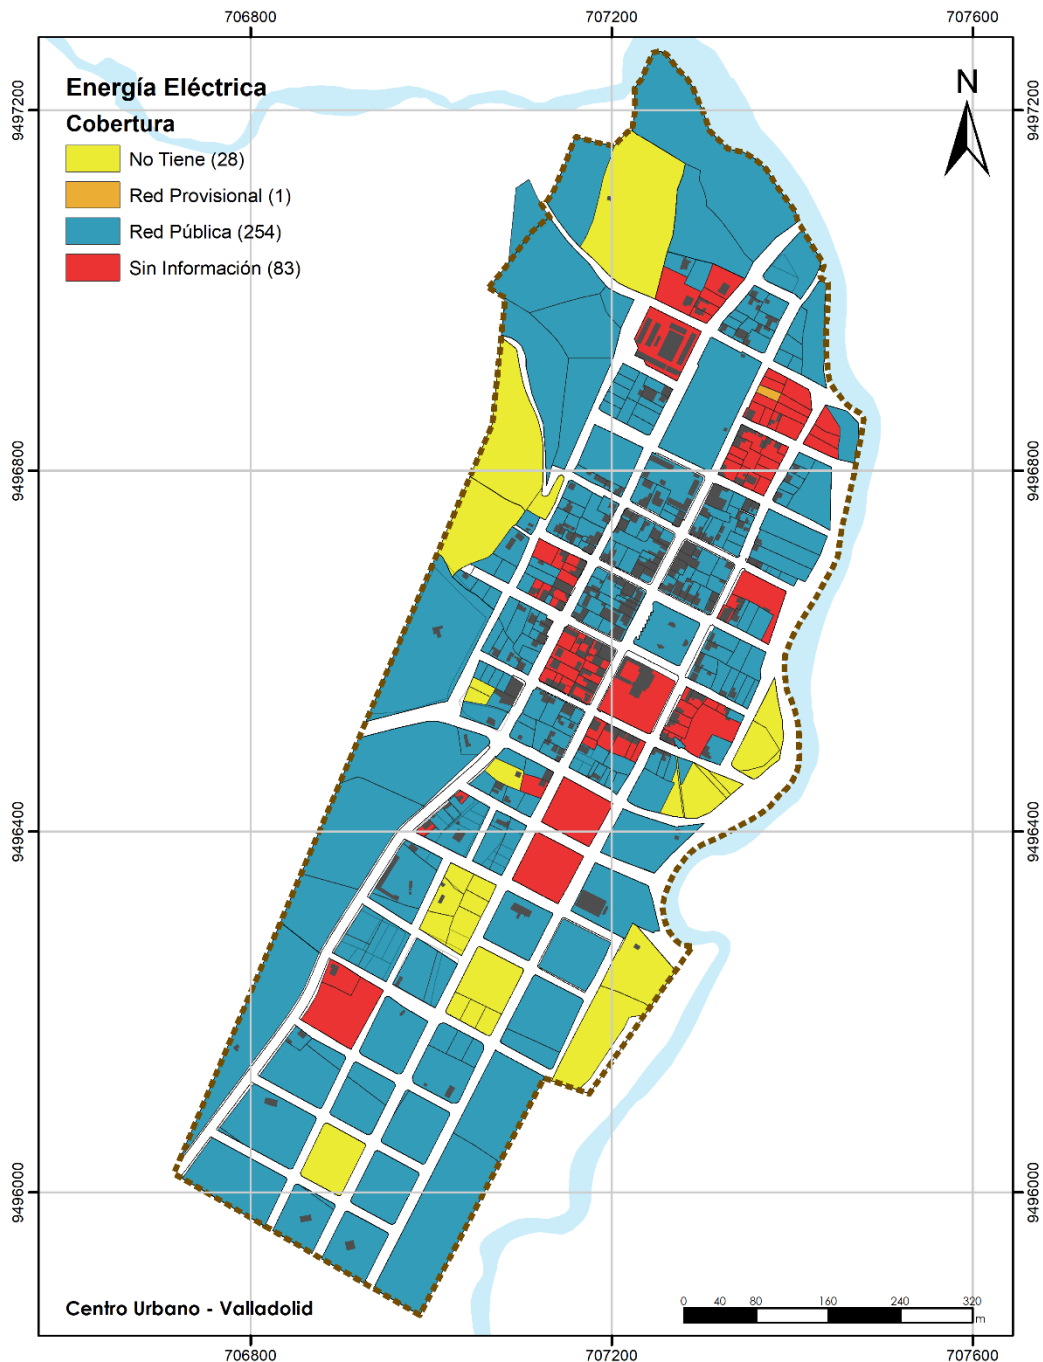 706800 707200 707600
Energía Eléctrica
Cobertura
No Tiene (28)
Red Provisional (1)
Red Pública (254)
Sin Información (83)
N
9497200 9497200
9496800 9496800
9496400 9496400
9496000 9496000
Centro Urbano - Valladolid
0 40 80 160 240 320
m
706800 707200 707600